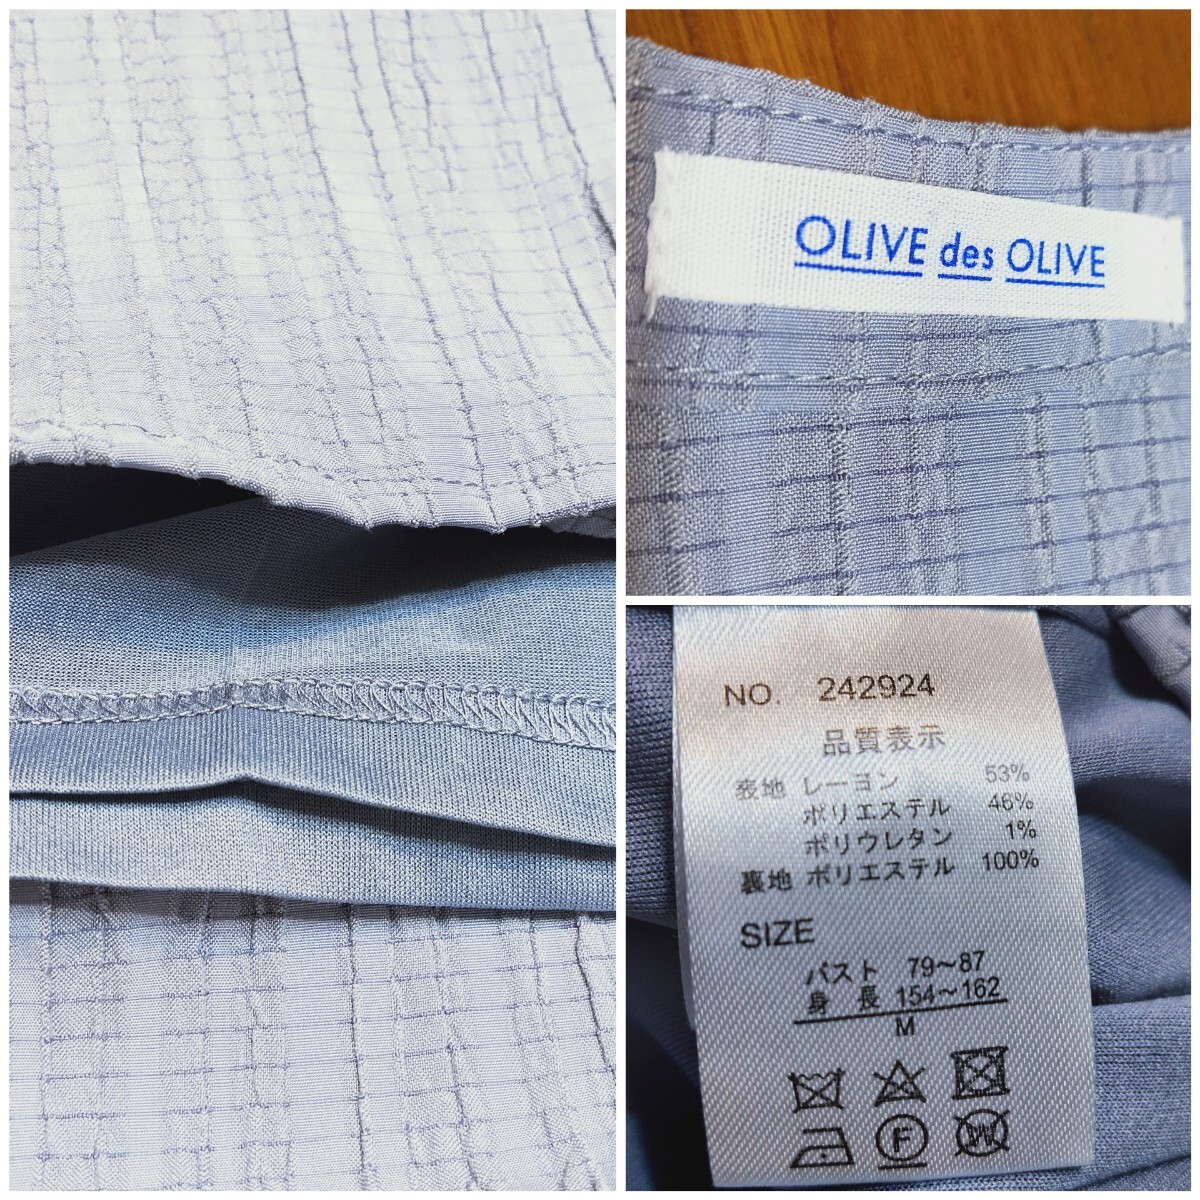 OLIVE des OLIVE
NO. 242924
品質表示
表地 レーヨン 53%
ポリエステル 46%
ポリウレタン 1%
裏地 ポリエステル 100%
SIZE
バスト 79～87
身 長 154～162
M
F
W